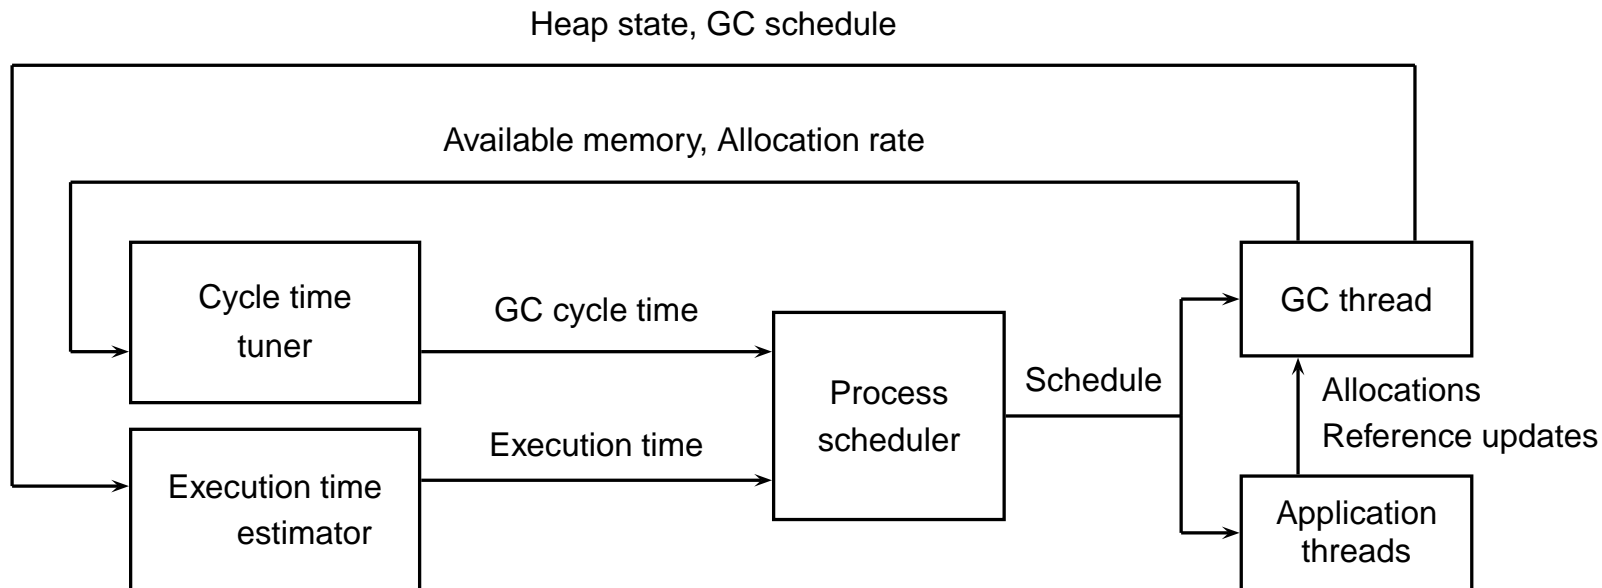 Heap state, GC schedule
Available memory, Allocation rate
Cycle time
tuner
GC cycle time
Execution time
estimator
Execution time
Process
scheduler
Schedule
GC thread
Allocations
Reference updates
Application
threads